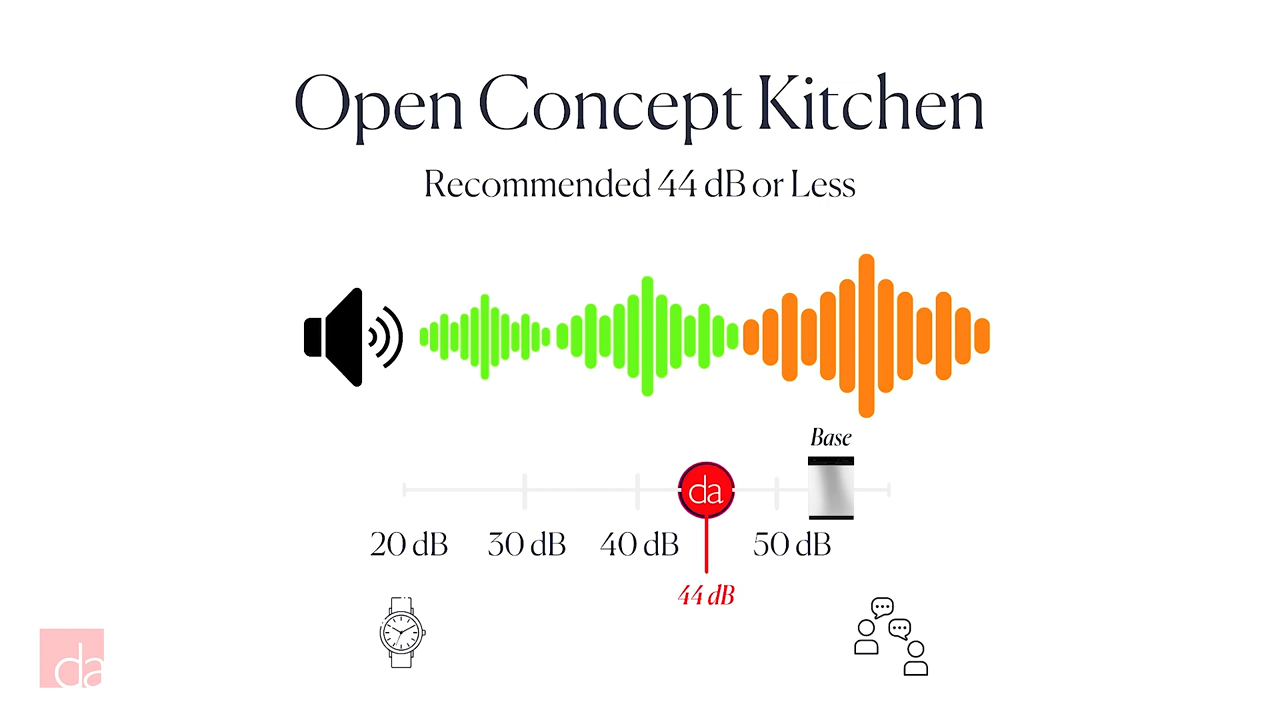 Open Concept Kitchen
Recommended 44 dB or Less
Base
da
20 dB 30 dB 40 dB 50 dB
44 dB
da